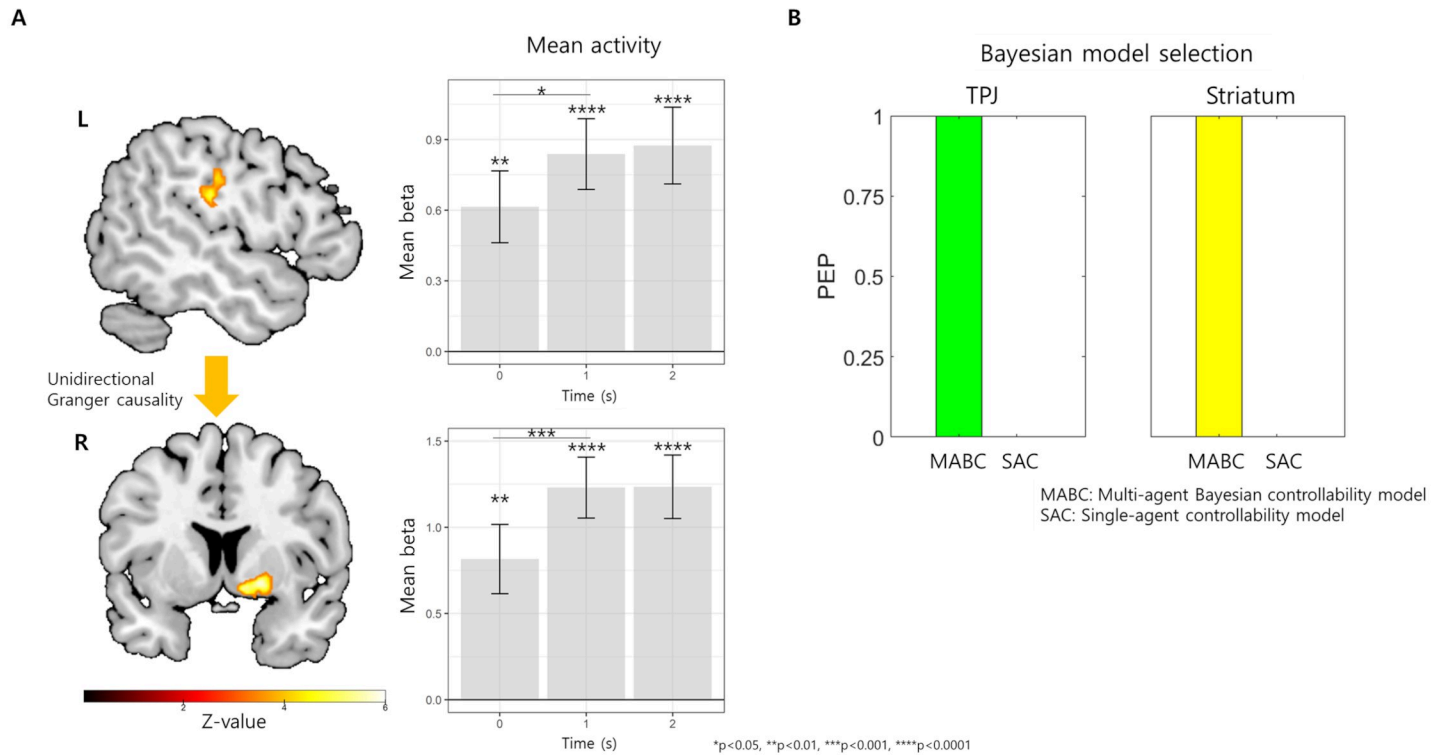 A
Mean activity
L
*
**
****
****
0.9
0.6
0.3
0.0
Mean beta
0
1
2
Time (s)
Unidirectional
Granger causality
R
***
**
****
****
1.5
1.0
0.5
0.0
Mean beta
0
1
2
Time (s)
2
4
6
Z-value
B
Bayesian model selection
TPJ
Striatum
1
0.75
0.5
0.25
0
PEP
MABC SAC
MABC SAC
MABC: Multi-agent Bayesian controllability model
SAC: Single-agent controllability model
*p<0.05, **p<0.01, ***p<0.001, ****p<0.0001